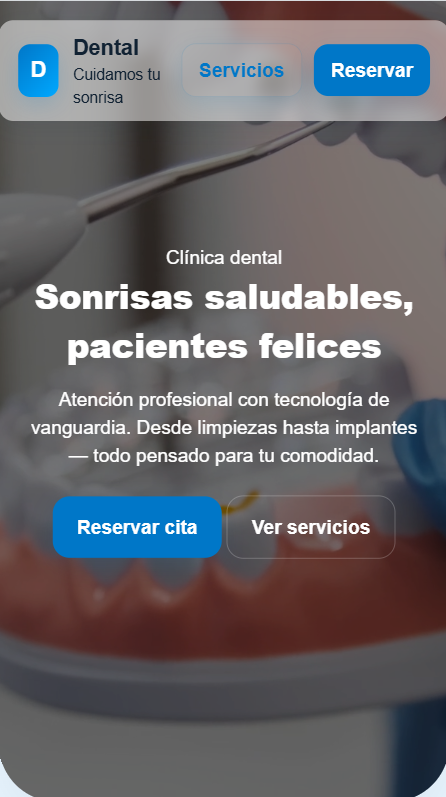 D
Dental
Cuidamos tu
sonrisa
Servicios
Reservar
Clínica dental
Sonrisas saludables,
pacientes felices
Atención profesional con tecnología de
vanguardia. Desde limpiezas hasta implantes
— todo pensado para tu comodidad.
Reservar cita
Ver servicios